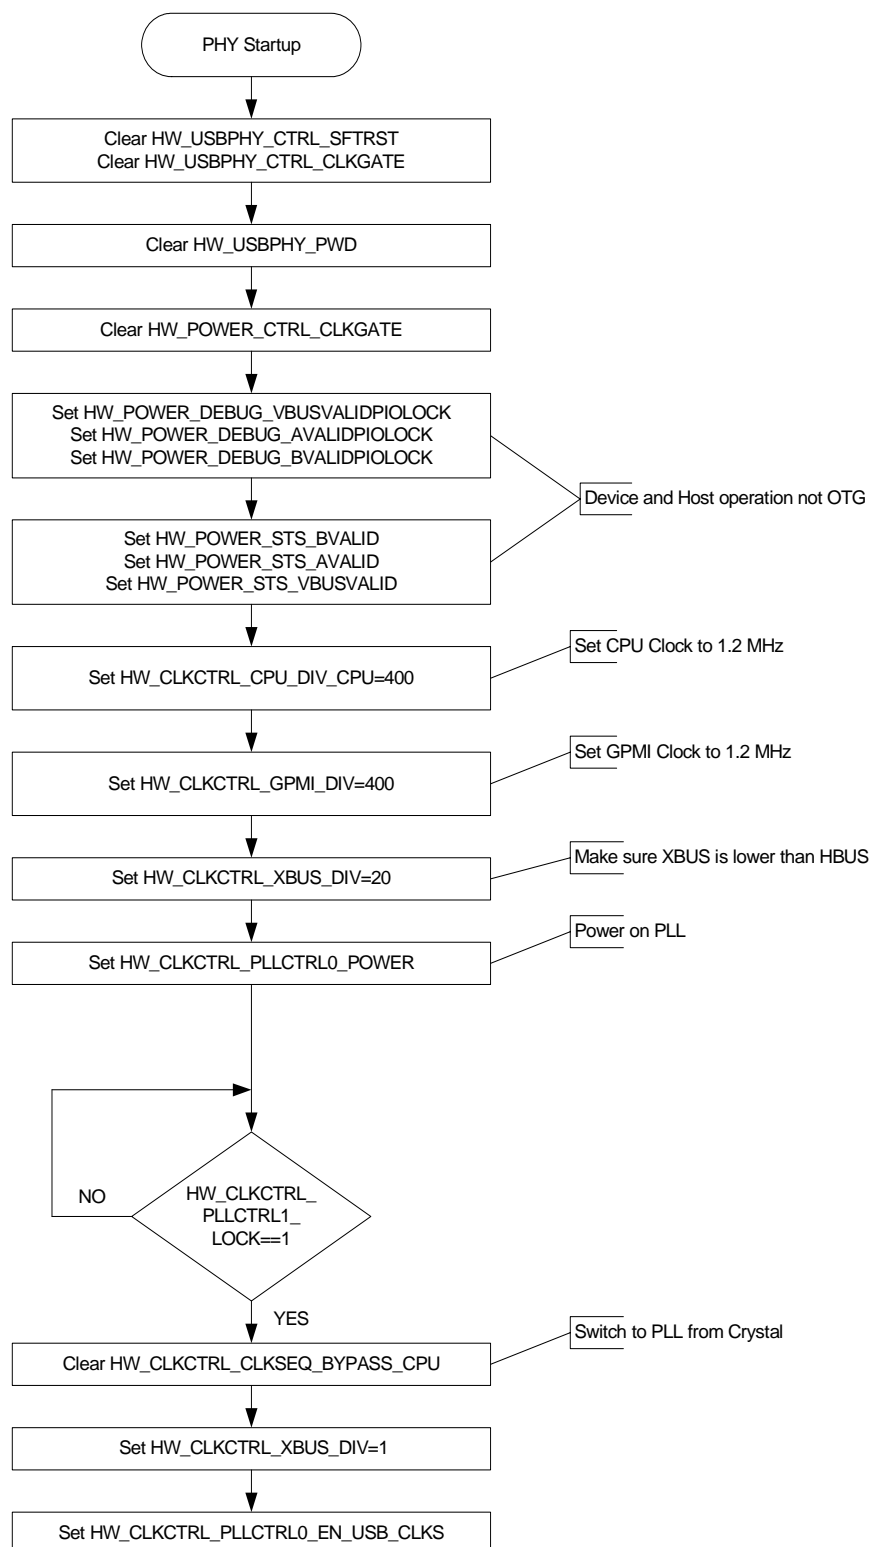 PHY Startup
Clear HW_USBPHY_CTRL_SFTRST
Clear HW_USBPHY_CTRL_CLKGATE
Clear HW_USBPHY_PWD
Clear HW_POWER_CTRL_CLKGATE
Set HW_POWER_DEBUG_VBUSVALIDPIOLOCK
Set HW_POWER_DEBUG_AVALIDPIOLOCK
Set HW_POWER_DEBUG_BVALIDPIOLOCK
Device and Host operation not OTG
Set HW_POWER_STS_BVALID
Set HW_POWER_STS_AVALID
Set HW_POWER_STS_VBUSVALID
Set CPU Clock to 1.2 MHz
Set HW_CLKCTRL_CPU_DIV_CPU=400
Set GPMI Clock to 1.2 MHz
Set HW_CLKCTRL_GPMI_DIV=400
Make sure XBUS is lower than HBUS
Set HW_CLKCTRL_XBUS_DIV=20
Power on PLL
Set HW_CLKCTRL_PLLCTRL0_POWER
HW_CLKCTRL_
PLLCTRL1_
LOCK==1
NO
YES
Switch to PLL from Crystal
Clear HW_CLKCTRL_CLKSEQ_BYPASS_CPU
Set HW_CLKCTRL_XBUS_DIV=1
Set HW_CLKCTRL_PLLCTRL0_EN_USB_CLKS